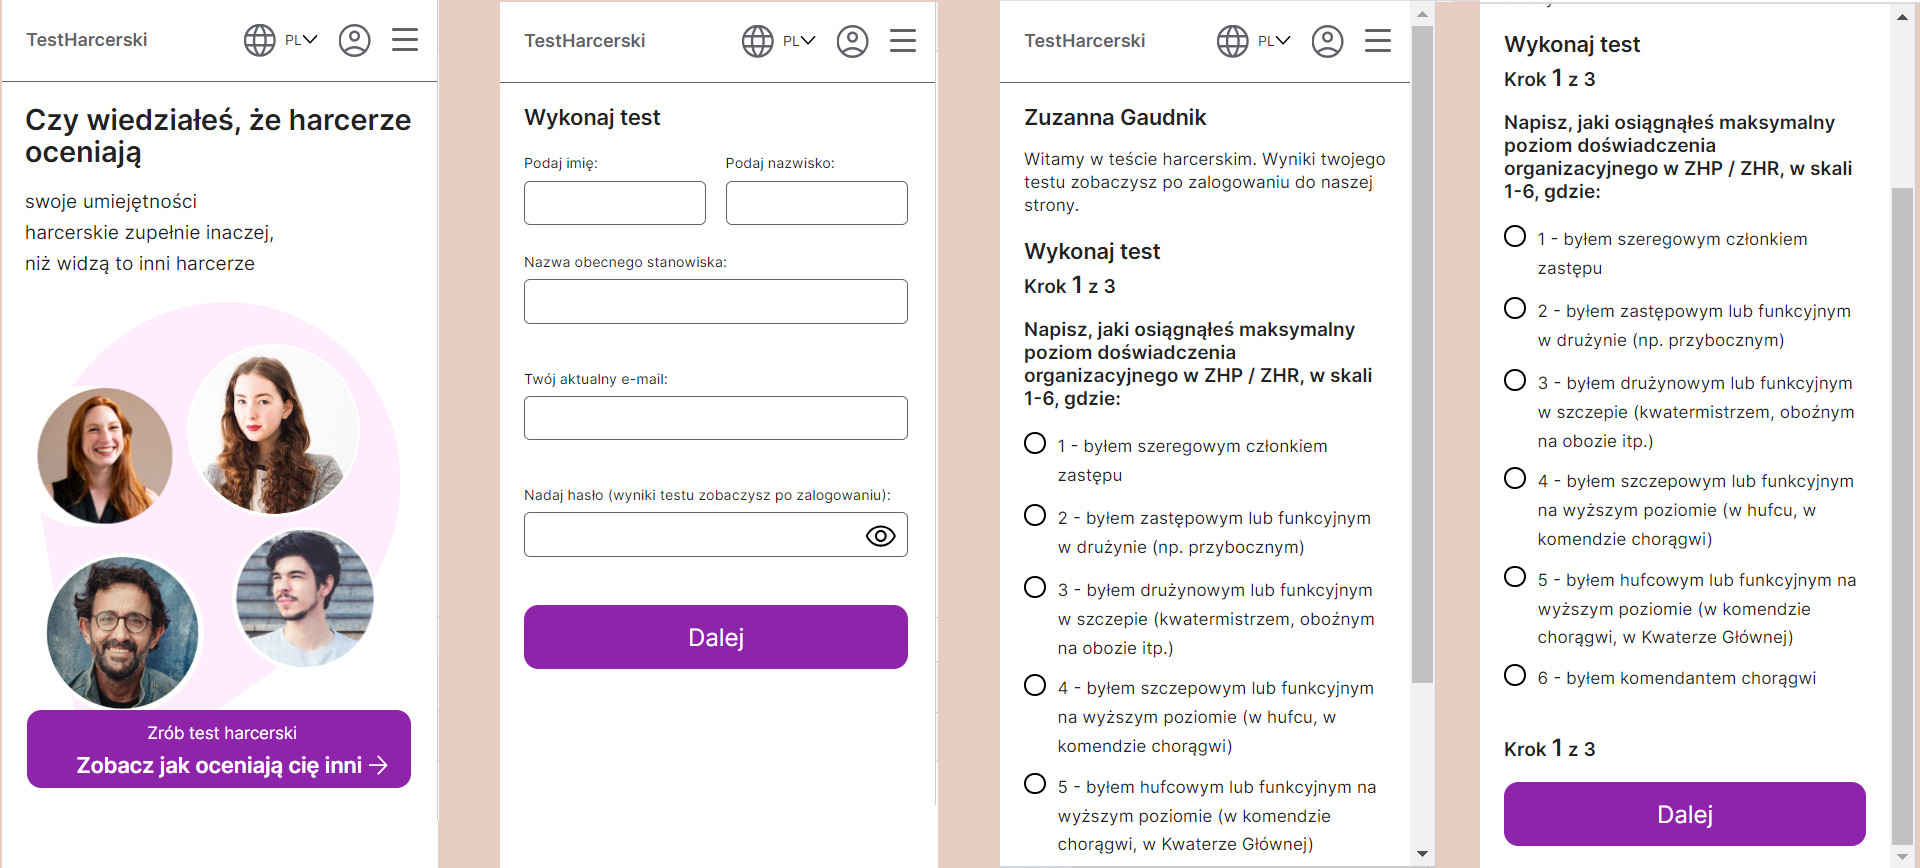 TestHarcerski
PL
Czy wiedziałeś, że harcerze
oceniają
swoje umiejętności
harcerskie zupełnie inaczej,
niż widzą to inni harcerze
Zrób test harcerski
Zobacz jak oceniają cię inni →
TestHarcerski
PL
Wykonaj test
Podaj imię:
Podaj nazwisko:
Nazwa obecnego stanowiska:
Twój aktualny e-mail:
Nadaj hasło (wyniki testu zobaczysz po zalogowaniu):
Dalej
TestHarcerski
PL
Zuzanna Gaudnik
Witamy w teście harcerskim. Wyniki twojego
testu zobaczysz po zalogowaniu do naszej
strony.
Wykonaj test
Krok 1 z 3
Napisz, jaki osiągnąłeś maksymalny
poziom doświadczenia
organizacyjnego w ZHP / ZHR, w skali
1-6, gdzie:
1 - byłem szeregowym członkiem
zastępu
2 - byłem zastępowym lub funkcyjnym
w drużynie (np. przybocznym)
3 - byłem drużynowym lub funkcyjnym
w szczepie (kwatermistrzem, oboźnym
na obozie itp.)
4 - byłem szczepowym lub funkcyjnym
na wyższym poziomie (w hufcu, w
komendzie chorągwi)
5 - byłem hufcowym lub funkcyjnym na
wyższym poziomie (w komendzie
chorągwi, w Kwaterze Głównej)
Wykonaj test
Krok 1 z 3
Napisz, jaki osiągnąłeś maksymalny
poziom doświadczenia
organizacyjnego w ZHP / ZHR, w skali
1-6, gdzie:
1 - byłem szeregowym członkiem
zastępu
2 - byłem zastępowym lub funkcyjnym
w drużynie (np. przybocznym)
3 - byłem drużynowym lub funkcyjnym
w szczepie (kwatermistrzem, oboźnym
na obozie itp.)
4 - byłem szczepowym lub funkcyjnym
na wyższym poziomie (w hufcu, w
komendzie chorągwi)
5 - byłem hufcowym lub funkcyjnym na
wyższym poziomie (w komendzie
chorągwi, w Kwaterze Głównej)
6 - byłem komendantem chorągwi
Krok 1 z 3
Dalej